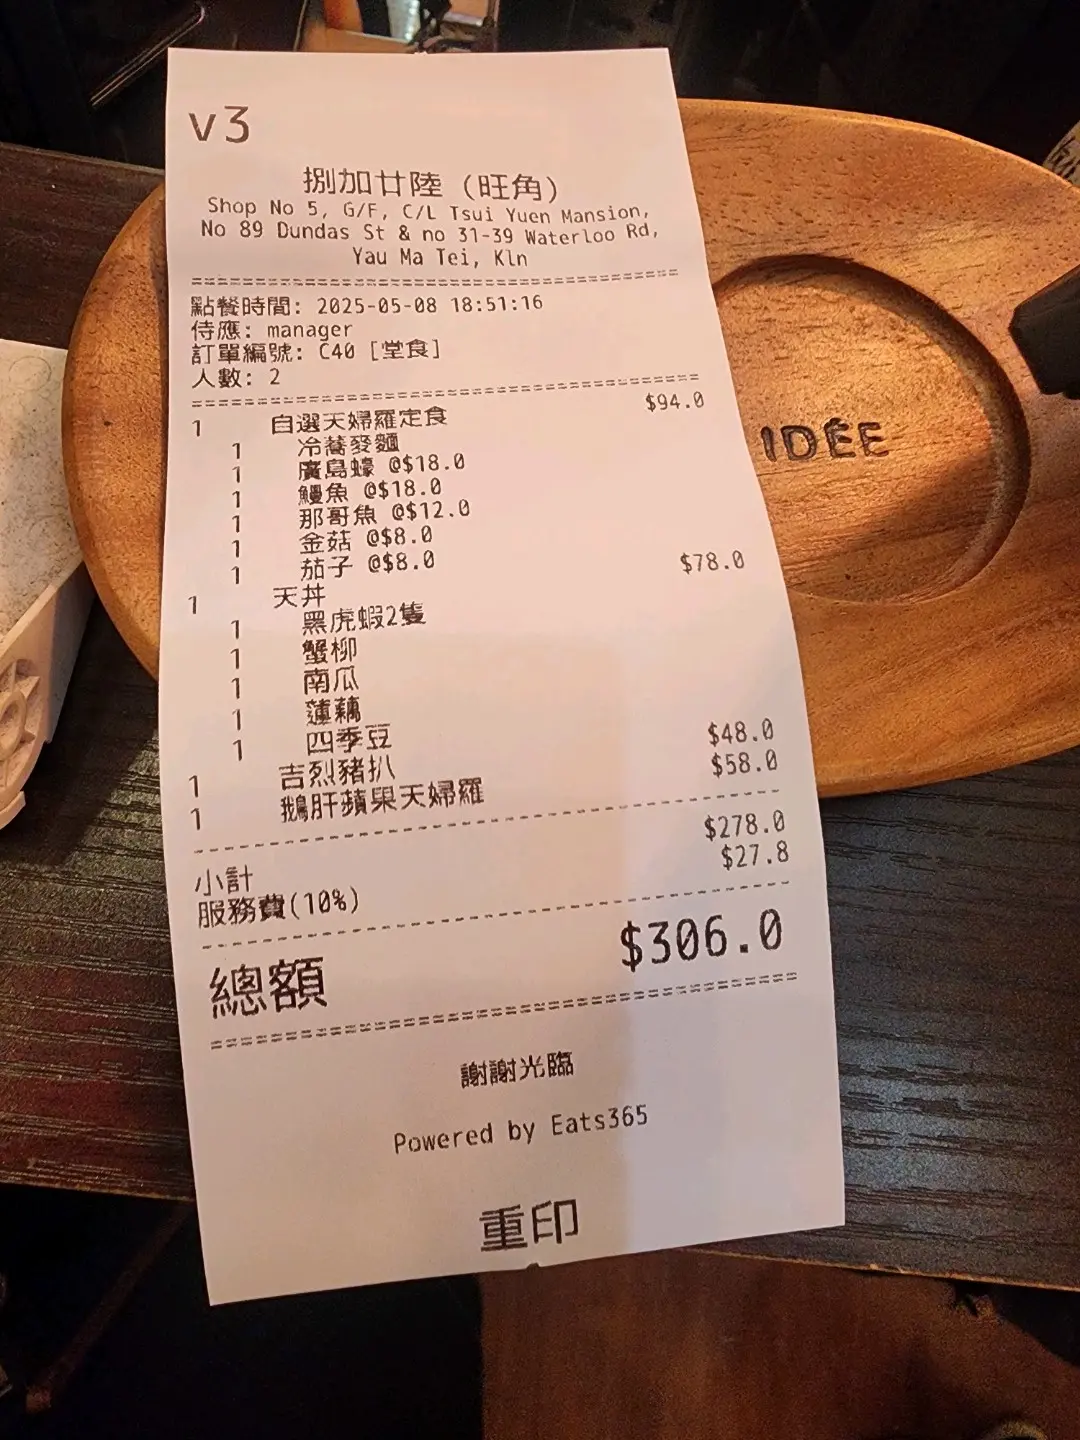 v3
捌加廿陸 (旺角)
Shop No 5, G/F, C/L Tsui Yuen Mansion,
No 89 Dundas St & no 31-39 Waterloo Rd,
Yau Ma Tei, Kln
點餐時間: 2025-05-08 18:51:16
侍應: manager
訂單編號: C40 [堂食]
人數: 2
1 自選天婦羅定食 $94.0
1 冷蕎麥麵
1 廣島蠔 @$18.0
1 鰻魚 @$18.0
1 那哥魚 @$12.0
1 金菇 @$8.0
1 茄子 @$8.0
1 天丼 $78.0
1 黑虎蝦2隻
1 蟹柳
1 南瓜
1 蓮藕
1 四季豆
1 吉烈豬扒 $48.0
1 鵝肝蘋果天婦羅 $58.0
小計 $278.0
服務費(10%) $27.8
總額 $306.0
謝謝光臨
Powered by Eats365
重印
IDÉE